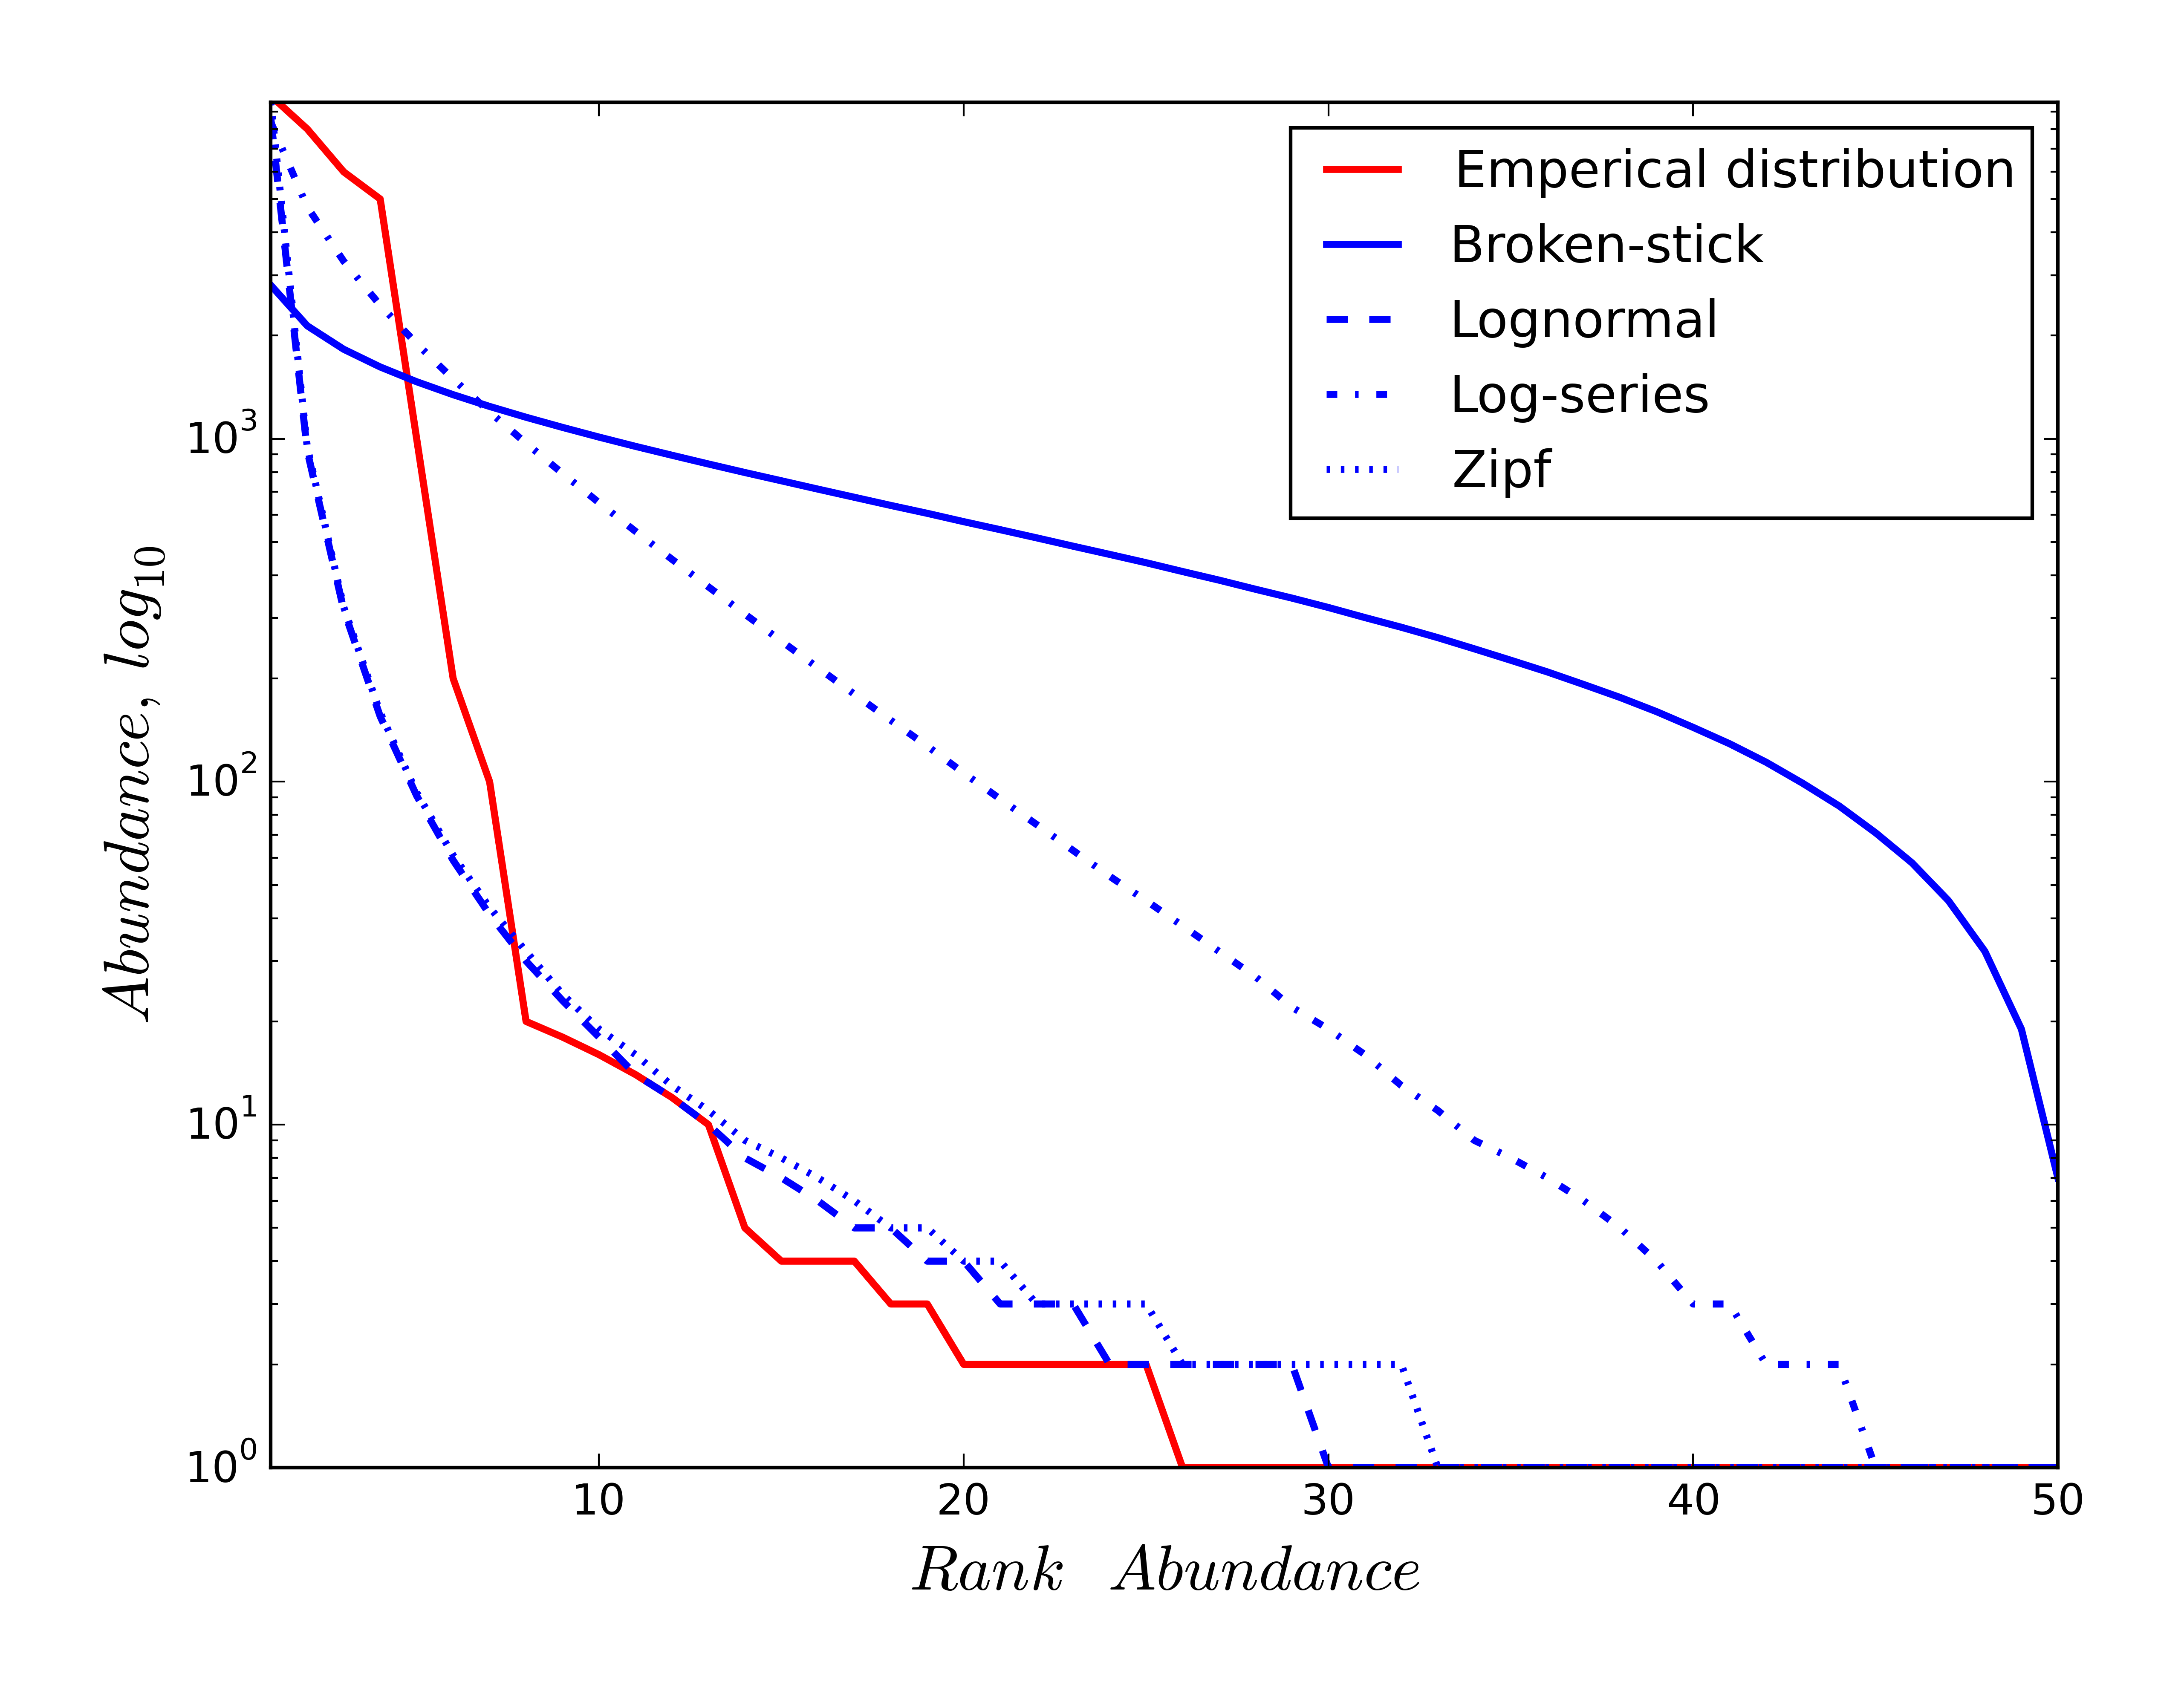 Emperical distribution
Broken-stick
Lognormal
Log-series
Zipf
10³
10²
10¹
10⁰
Abundance, log₁₀
10 20 30 40 50
Rank Abundance